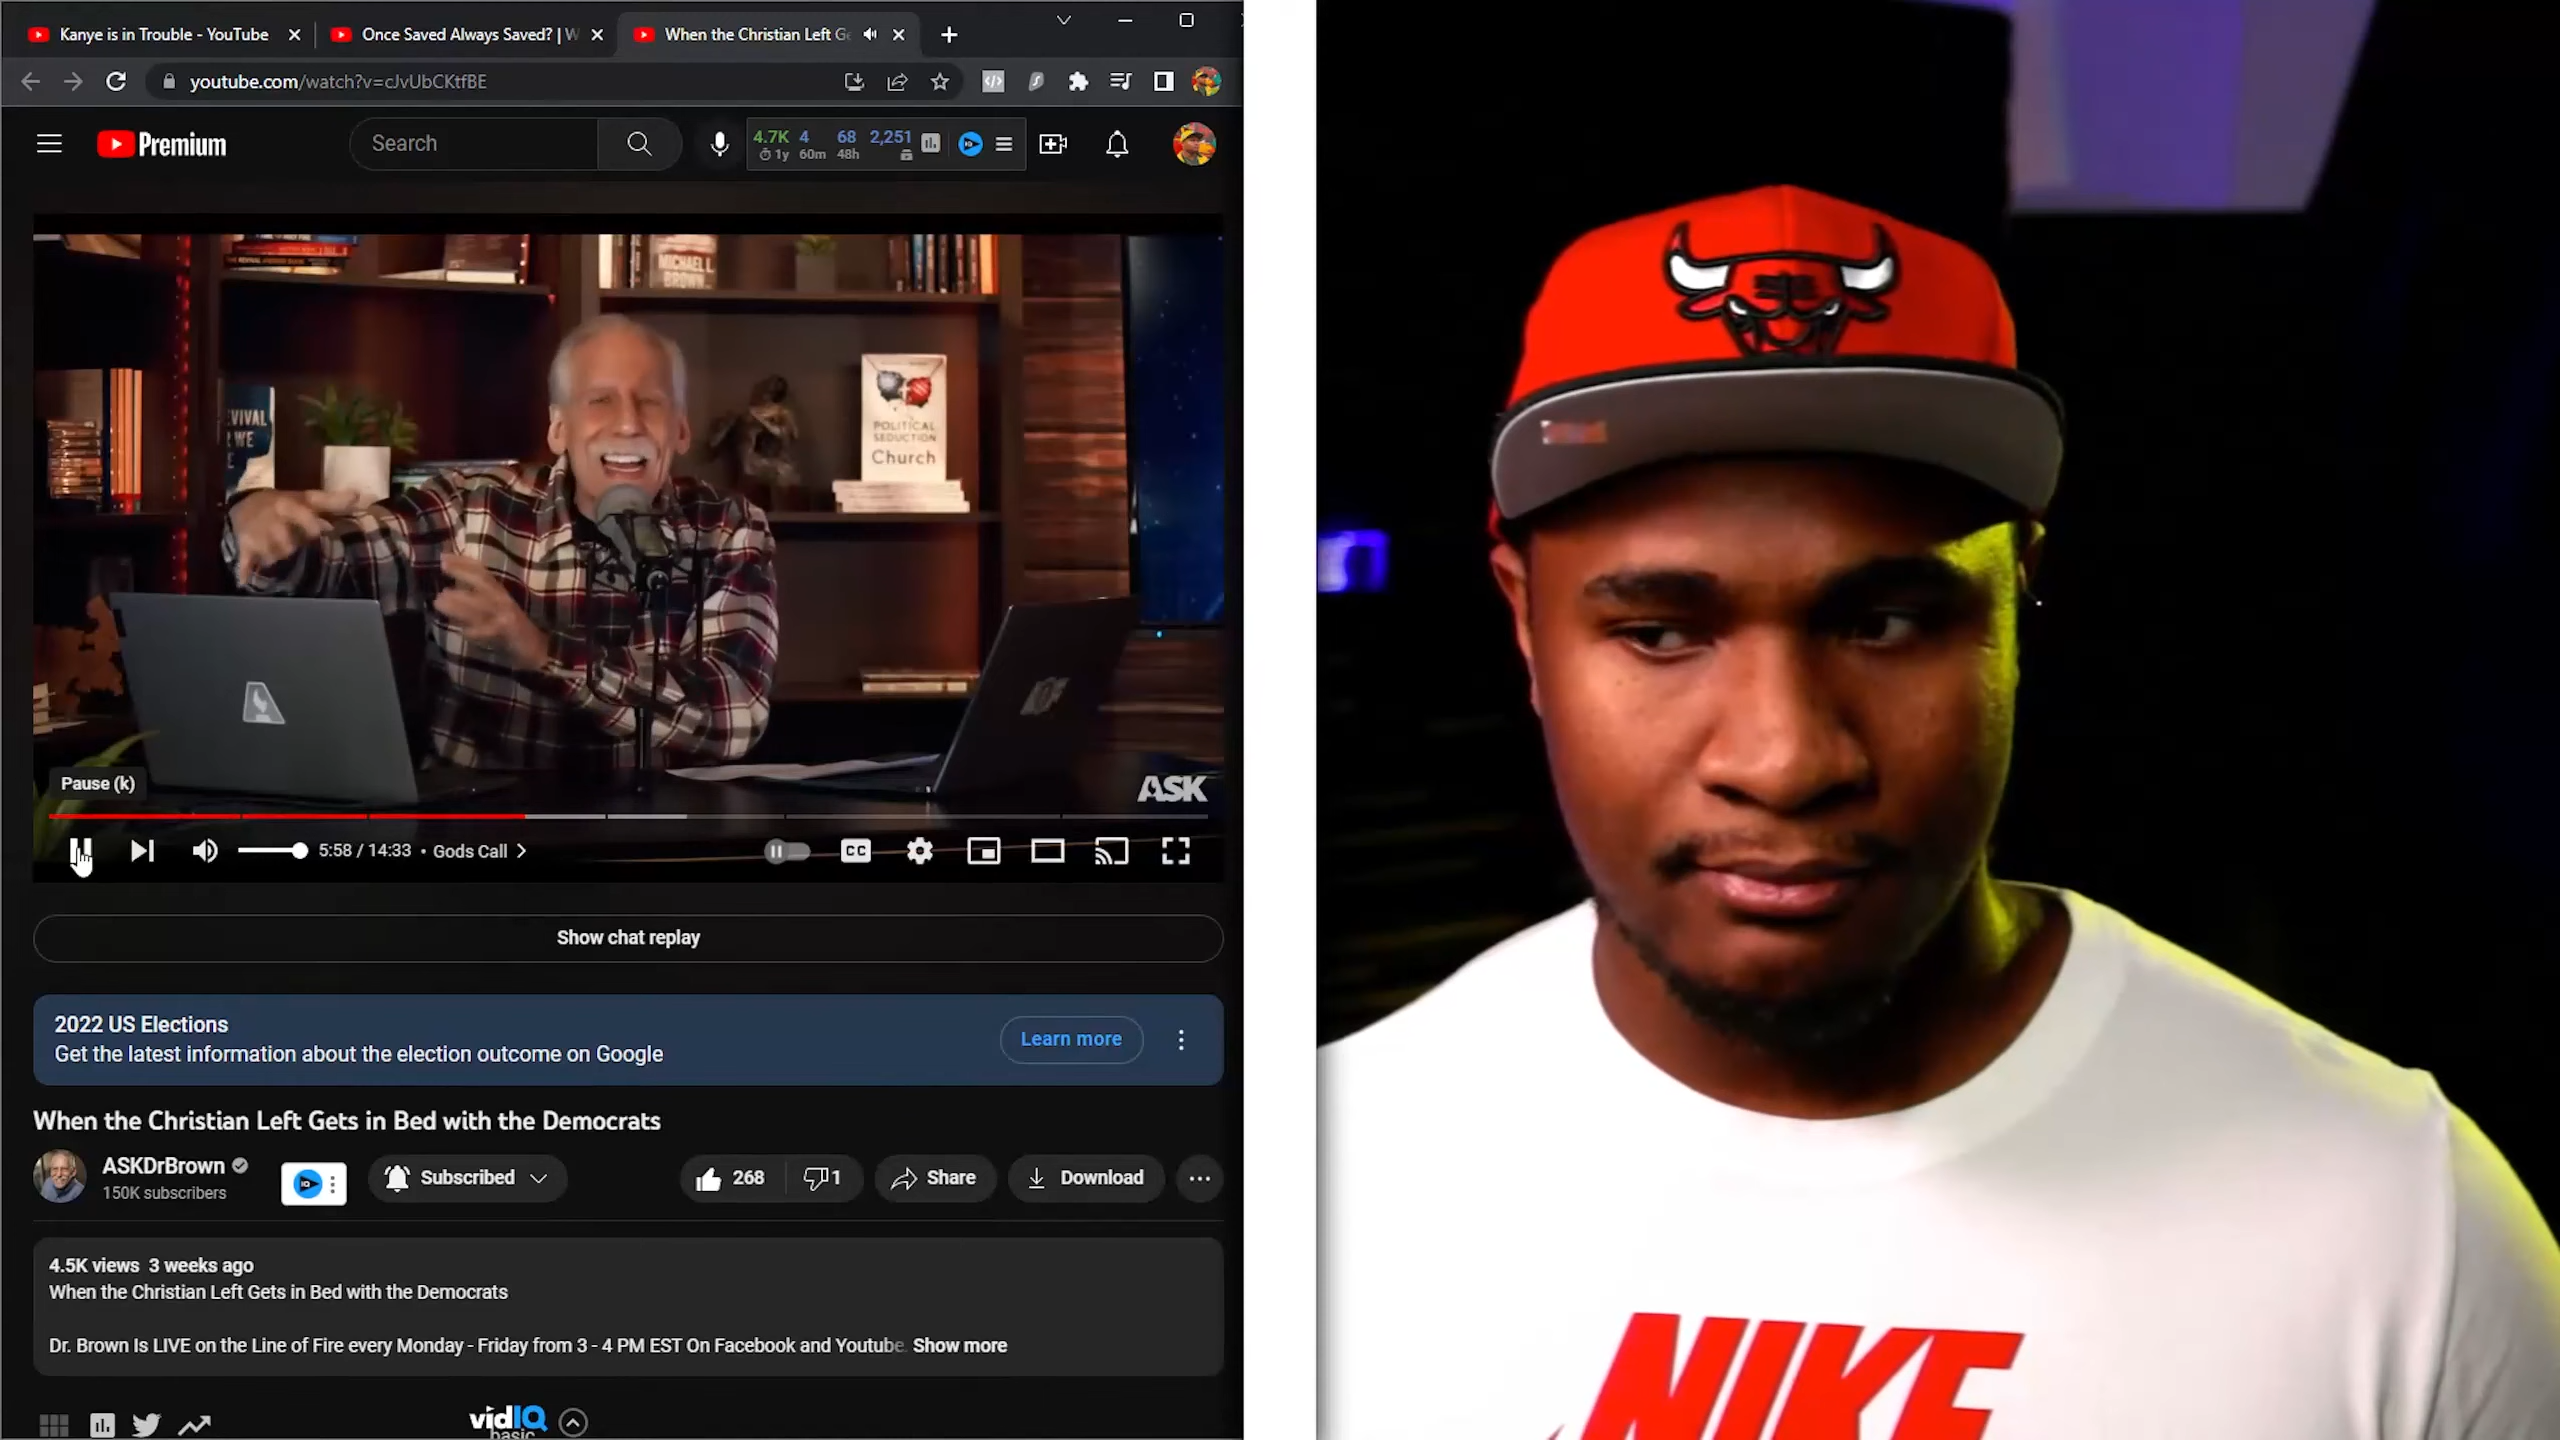 Kanye is in Trouble - YouTube
Once Saved Always Saved? | W
When the Christian Left Ge
youtube.com/watch?v=cJvUbCKtfBE
Premium
Search
4.7K 4 68 2,251
1y 60m 48h
MICHAEL L.
BROWN
POLITICAL
SEDUCTION
Church
ASK
Pause (k)
5:58 / 14:33 • Gods Call
CC
Show chat replay
2022 US Elections
Get the latest information about the election outcome on Google
Learn more
When the Christian Left Gets in Bed with the Democrats
ASKDrBrown
150K subscribers
Subscribed
268
1
Share
Download
4.5K views 3 weeks ago
When the Christian Left Gets in Bed with the Democrats
Dr. Brown Is LIVE on the Line of Fire every Monday - Friday from 3 - 4 PM EST On Facebook and Youtube. Show more
vidIQ
basic
NIKE